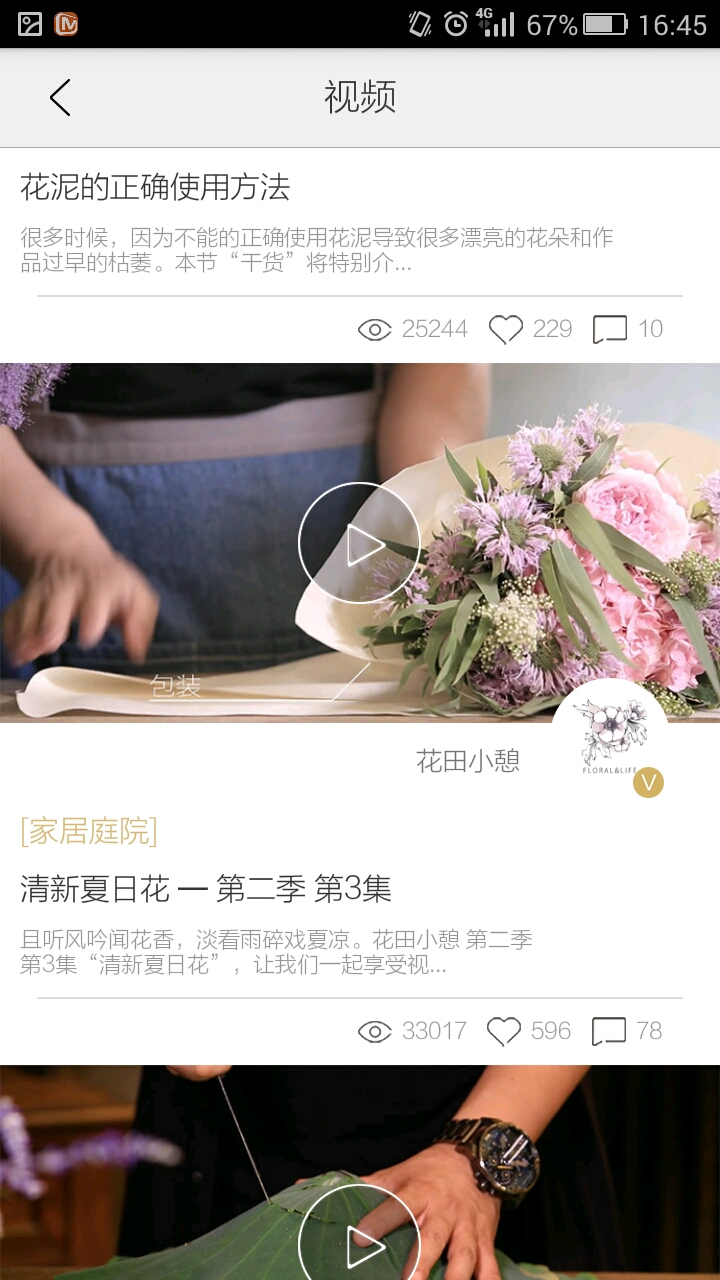 4G 67% 16:45
视频
花泥的正确使用方法
很多时候，因为不能的正确使用花泥导致很多漂亮的花朵和作
品过早的枯萎。本节“干货”将特别介...
25244 229 10
包装
花田小憩
FLORAL&LIFE
V
[家居庭院]
清新夏日花 — 第二季 第3集
且听风吟闻花香，淡看雨碎戏夏凉。花田小憩 第二季
第3集“清新夏日花”，让我们一起享受视...
33017 596 78